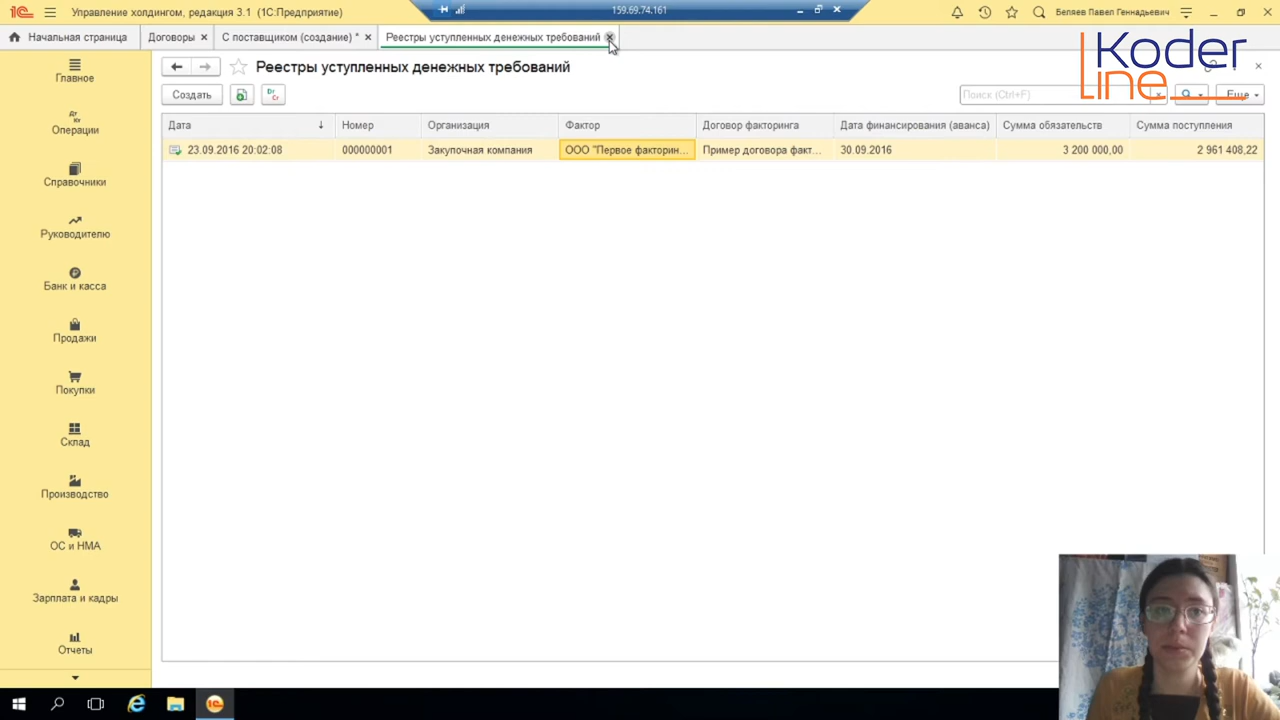 1С Управление холдингом, редакция 3.1 (1С:Предприятие)
159.69.74.161
Беляев Павел Геннадьевич
Начальная страница
Договоры
С поставщиком (создание) *
Реестры уступленных денежных требований
Koder
Line
Реестры уступленных денежных требований
Создать
Поиск (Ctrl+F)
Еще
Дата
Номер
Организация
Фактор
Договор факторинга
Дата финансирования (аванса)
Сумма обязательств
Сумма поступления
23.09.2016 20:02:08
000000001
Закупочная компания
ООО "Первое факторин...
Пример договора факт...
30.09.2016
3 200 000,00
2 961 408,22
Главное
Операции
Справочники
Руководителю
Банк и касса
Продажи
Покупки
Склад
Производство
ОС и НМА
Зарплата и кадры
Отчеты